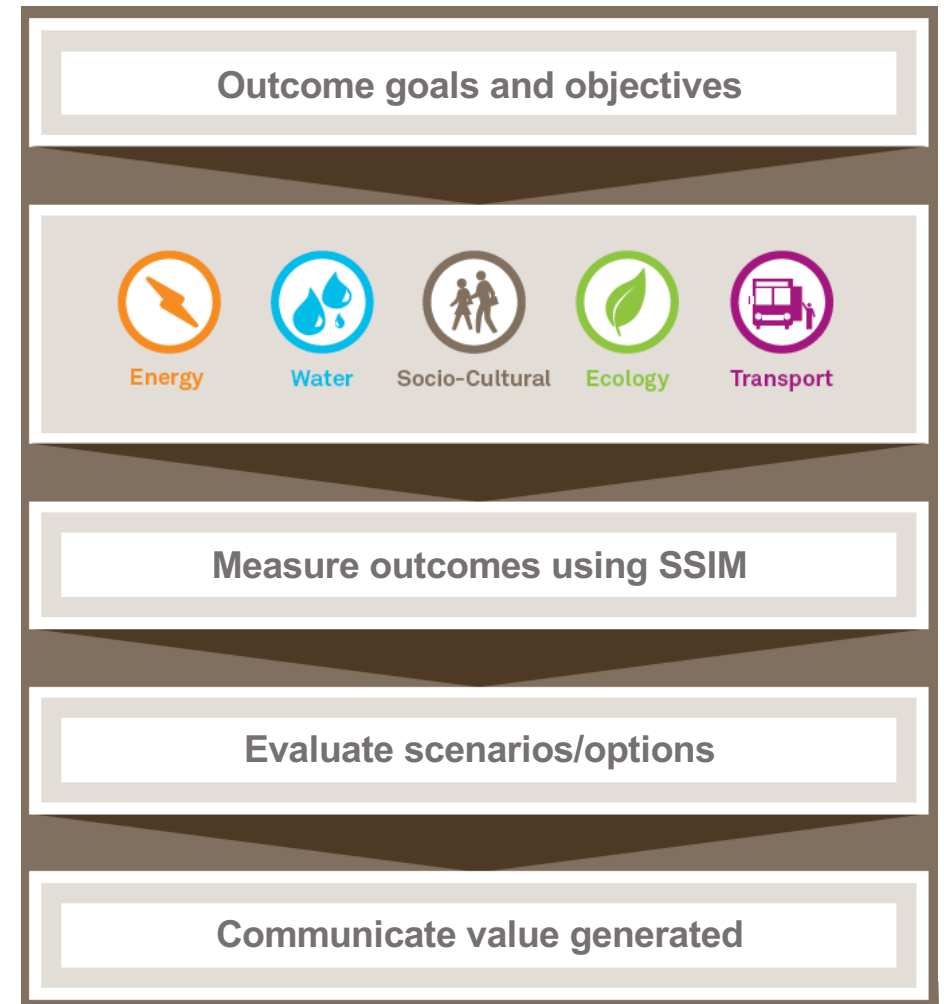 Outcome goals and objectives
Energy Water Socio-Cultural Ecology Transport
Measure outcomes using SSIM
Evaluate scenarios/options
Communicate value generated